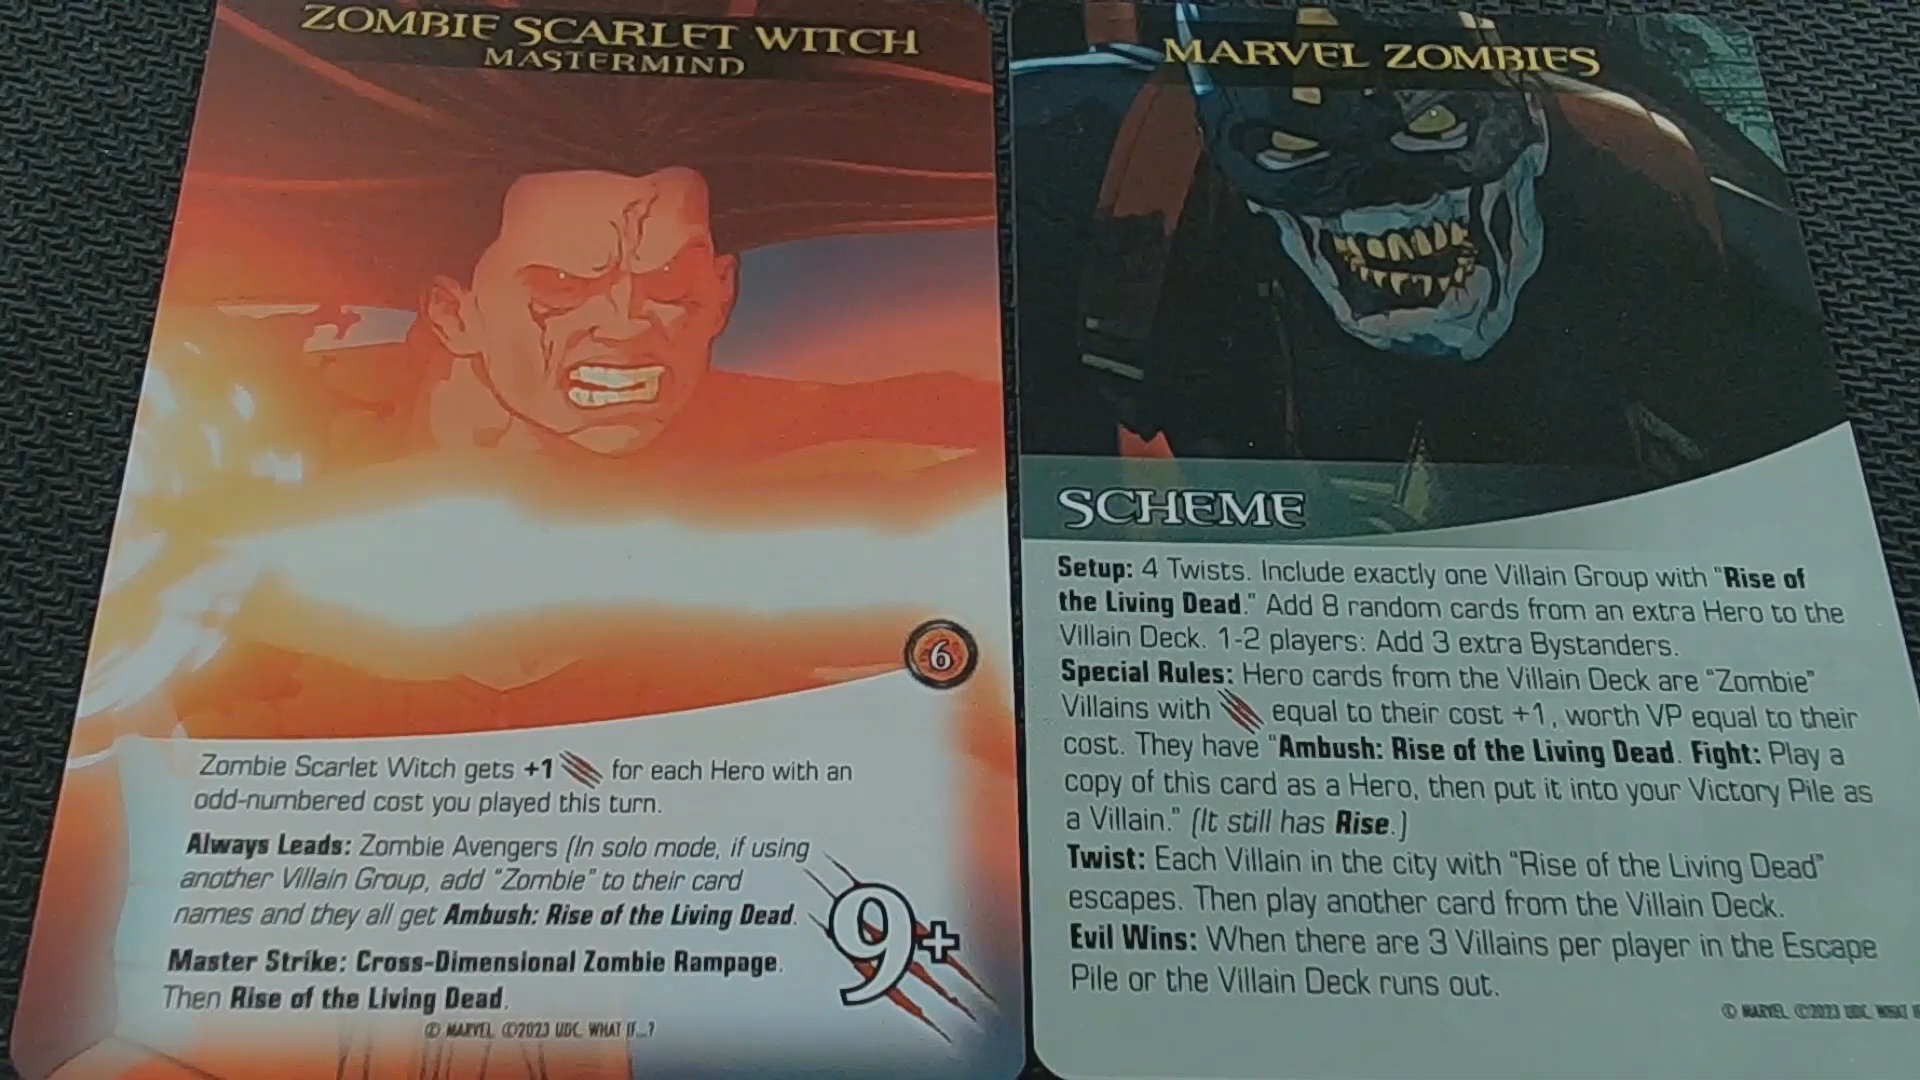 ZOMBIE SCARLET WITCH
MASTERMIND
6
Zombie Scarlet Witch gets +1 for each Hero with an
odd-numbered cost you played this turn.
Always Leads: Zombie Avengers (In solo mode, if using
another Villain Group, add "Zombie" to their card
names and they all get Ambush: Rise of the Living Dead.
9+
Master Strike: Cross-Dimensional Zombie Rampage.
Then Rise of the Living Dead.
© MARVEL ©2023 UDC. WHAT IF...?
MARVEL ZOMBIES
SCHEME
Setup: 4 Twists. Include exactly one Villain Group with "Rise of
the Living Dead." Add 8 random cards from an extra Hero to the
Villain Deck. 1-2 players: Add 3 extra Bystanders.
Special Rules: Hero cards from the Villain Deck are "Zombie"
Villains with equal to their cost +1, worth VP equal to their
cost. They have "Ambush: Rise of the Living Dead. Fight: Play a
copy of this card as a Hero, then put it into your Victory Pile as
a Villain." (It still has Rise.)
Twist: Each Villain in the city with "Rise of the Living Dead"
escapes. Then play another card from the Villain Deck.
Evil Wins: When there are 3 Villains per player in the Escape
Pile or the Villain Deck runs out.
© MARVEL ©2023 UDC. WHAT